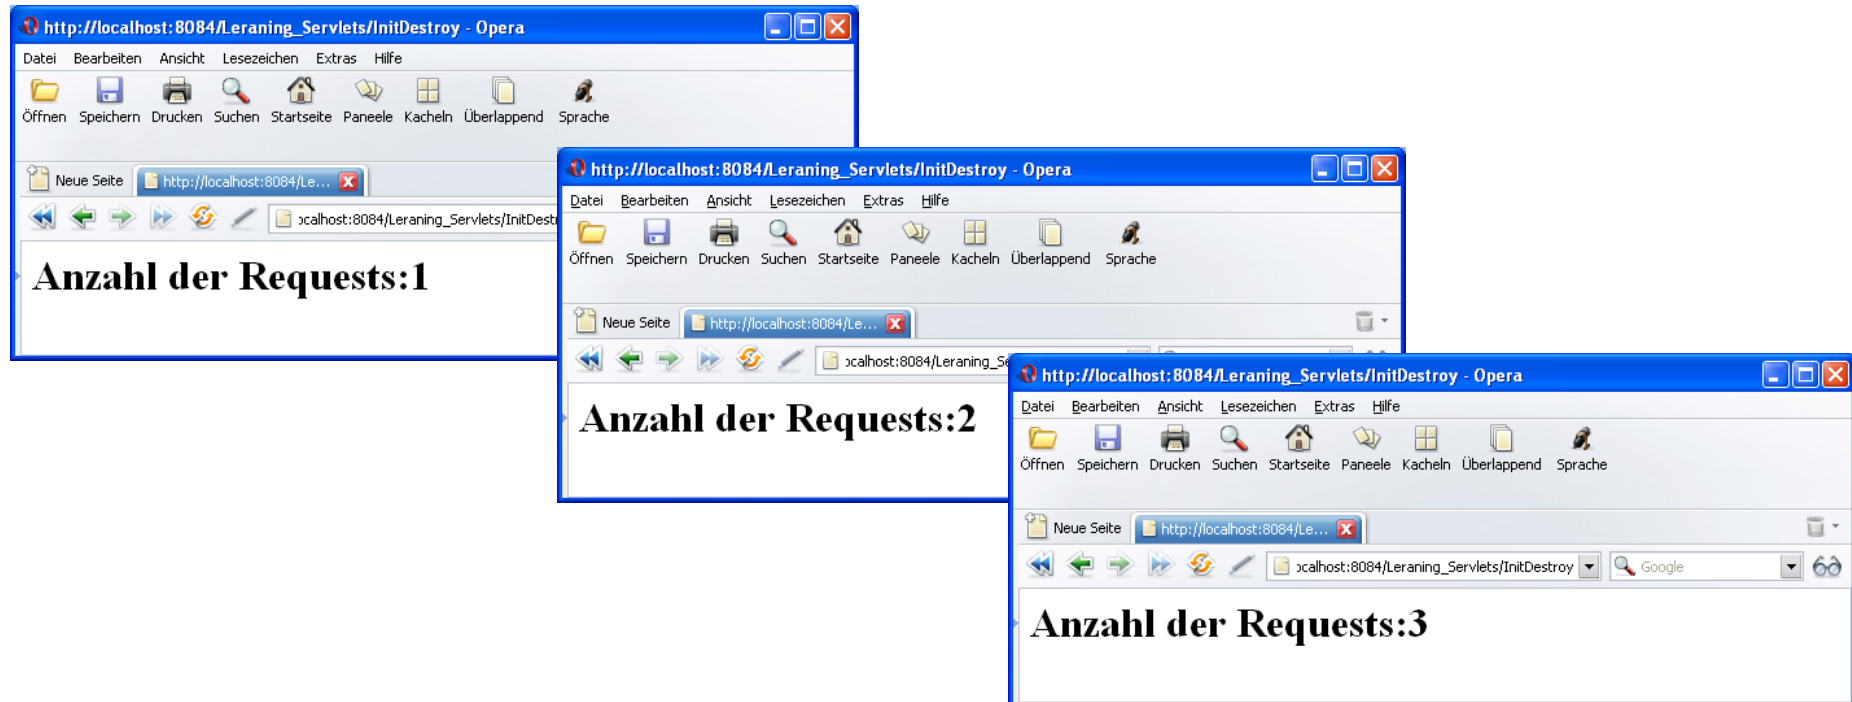 http://localhost:8084/Leraning_Servlets/InitDestroy - Opera
Datei Bearbeiten Ansicht Lesezeichen Extras Hilfe
Öffnen Speichern Drucken Suchen Startseite Paneele Kacheln Überlappend Sprache
Neue Seite http://localhost:8084/Le...
ocalhost:8084/Leraning_Servlets/InitDestr
Anzahl der Requests:1
http://localhost:8084/Leraning_Servlets/InitDestroy - Opera
Datei Bearbeiten Ansicht Lesezeichen Extras Hilfe
Öffnen Speichern Drucken Suchen Startseite Paneele Kacheln Überlappend Sprache
Neue Seite http://localhost:8084/Le...
ocalhost:8084/Leraning_Se
Anzahl der Requests:2
http://localhost:8084/Leraning_Servlets/InitDestroy - Opera
Datei Bearbeiten Ansicht Lesezeichen Extras Hilfe
Öffnen Speichern Drucken Suchen Startseite Paneele Kacheln Überlappend Sprache
Neue Seite http://localhost:8084/Le...
ocalhost:8084/Leraning_Servlets/InitDestroy Google
Anzahl der Requests:3